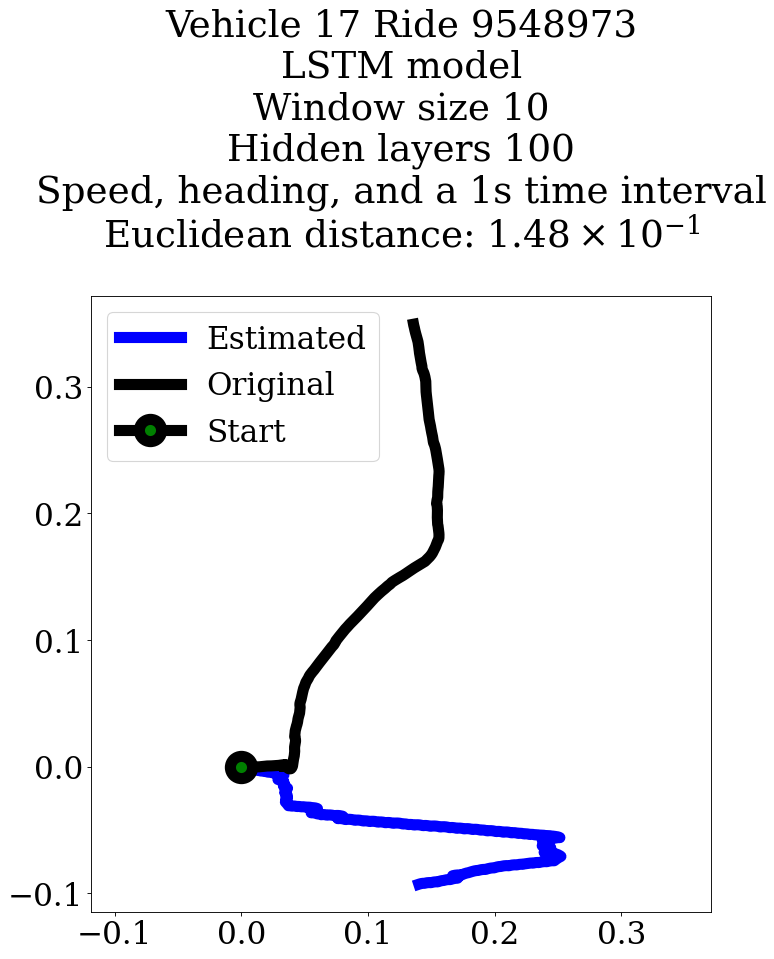 Vehicle 17 Ride 9548973
LSTM model
Window size 10
Hidden layers 100
Speed, heading, and a 1s time interval
Euclidean distance: 1.48 × 10⁻¹
Estimated
Original
Start
0.3
0.2
0.1
0.0
−0.1
−0.1 0.0 0.1 0.2 0.3